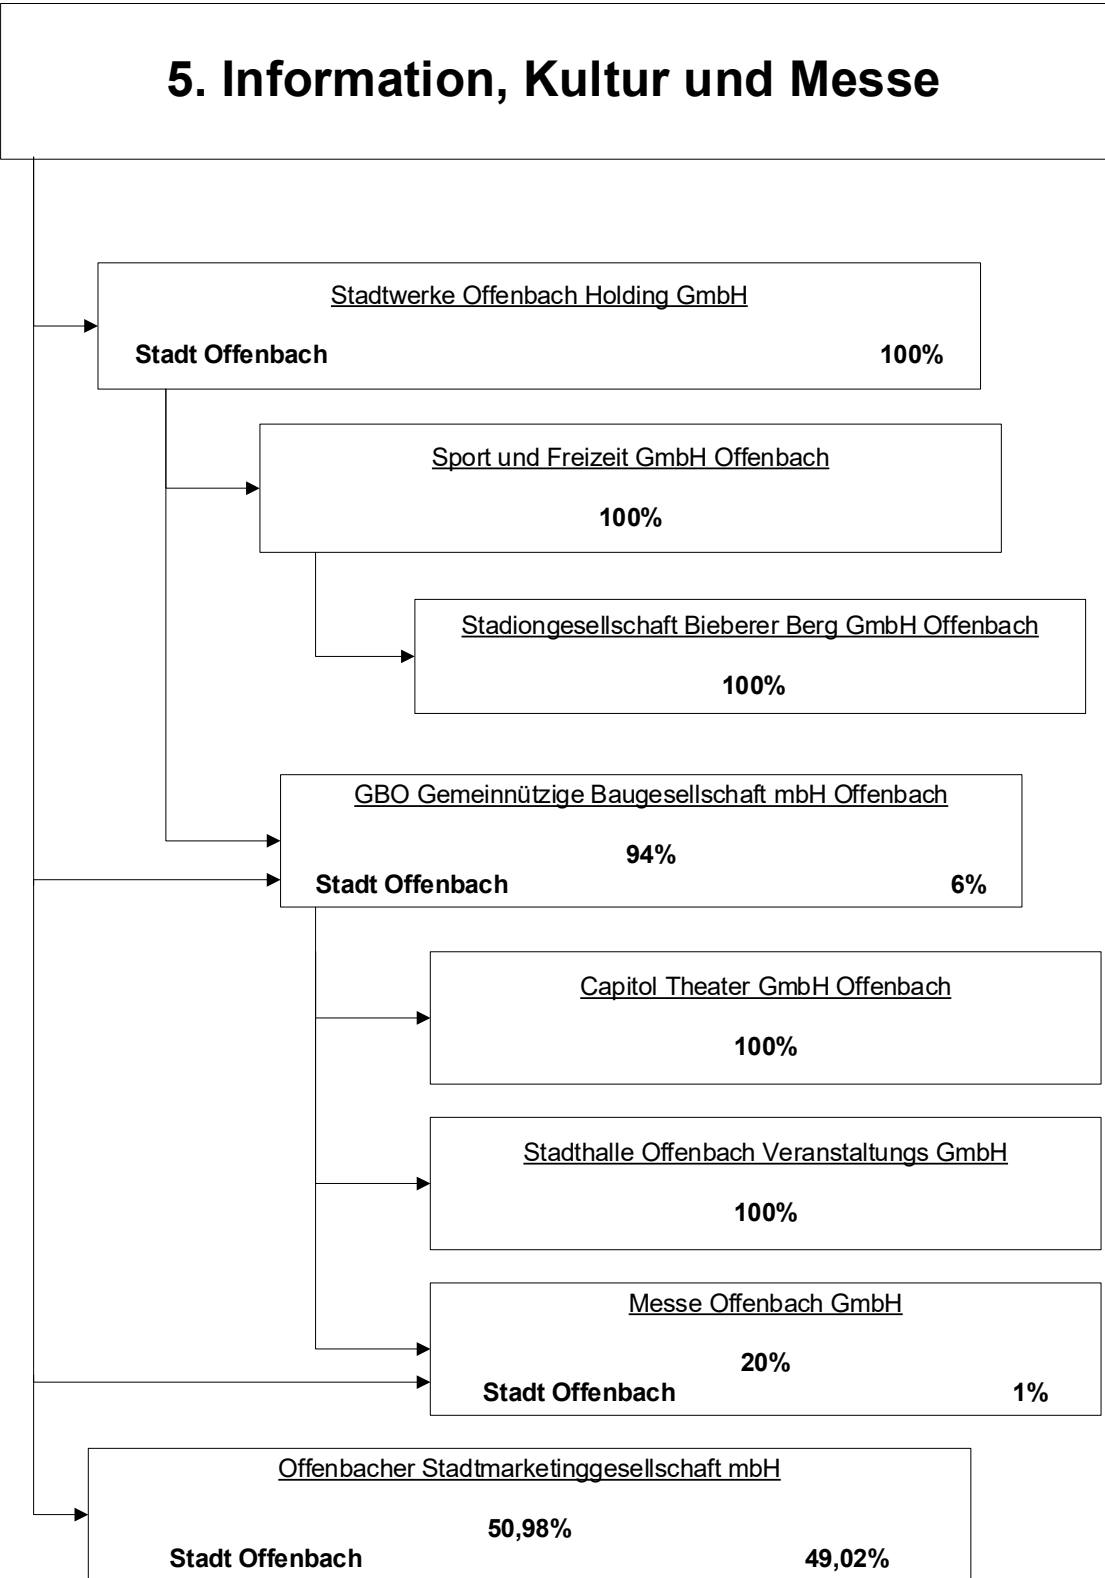 5. Information, Kultur und Messe
Stadtwerke Offenbach Holding GmbH
Stadt Offenbach 100%
Sport und Freizeit GmbH Offenbach
100%
Stadiongesellschaft Bieberer Berg GmbH Offenbach
100%
GBO Gemeinnützige Baugesellschaft mbH Offenbach
94%
Stadt Offenbach 6%
Capitol Theater GmbH Offenbach
100%
Stadthalle Offenbach Veranstaltungs GmbH
100%
Messe Offenbach GmbH
20%
Stadt Offenbach 1%
Offenbacher Stadtmarketinggesellschaft mbH
50,98%
Stadt Offenbach 49,02%